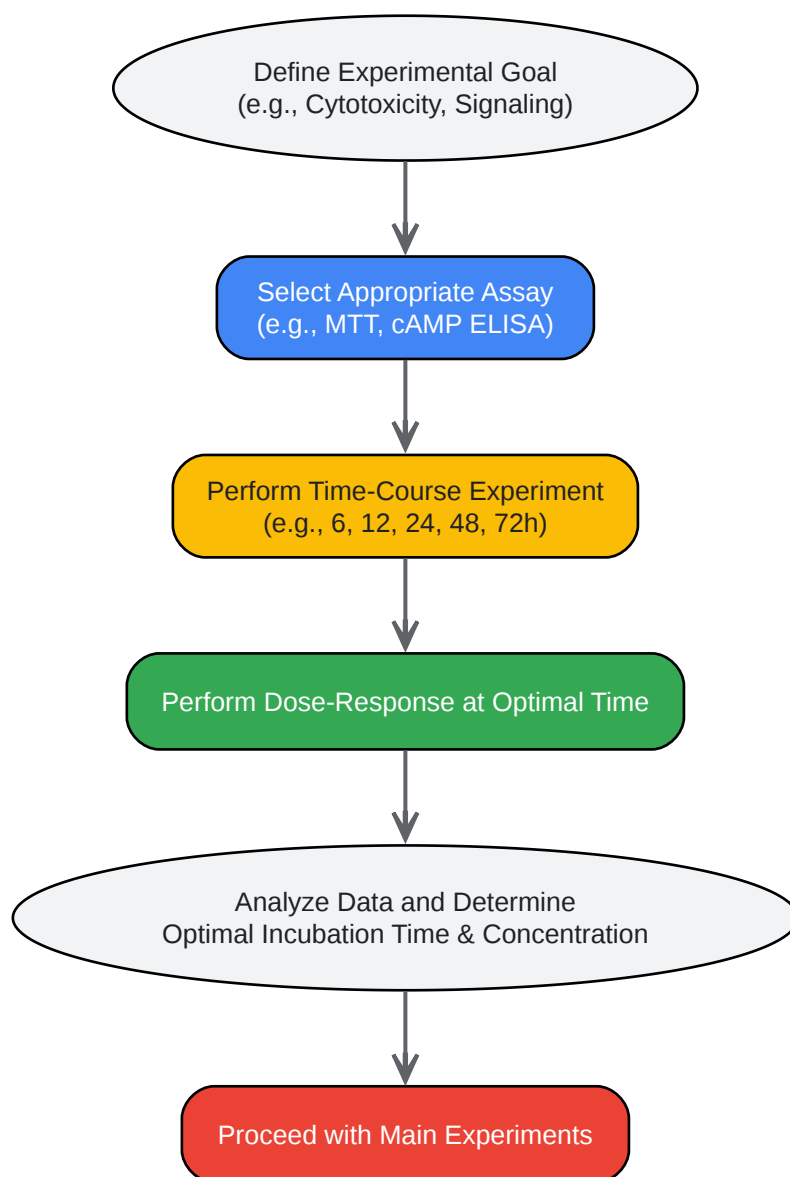 Define Experimental Goal
(e.g., Cytotoxicity, Signaling)
Select Appropriate Assay
(e.g., MTT, cAMP ELISA)
Perform Time-Course Experiment
(e.g., 6, 12, 24, 48, 72h)
Perform Dose-Response at Optimal Time
Analyze Data and Determine
Optimal Incubation Time & Concentration
Proceed with Main Experiments